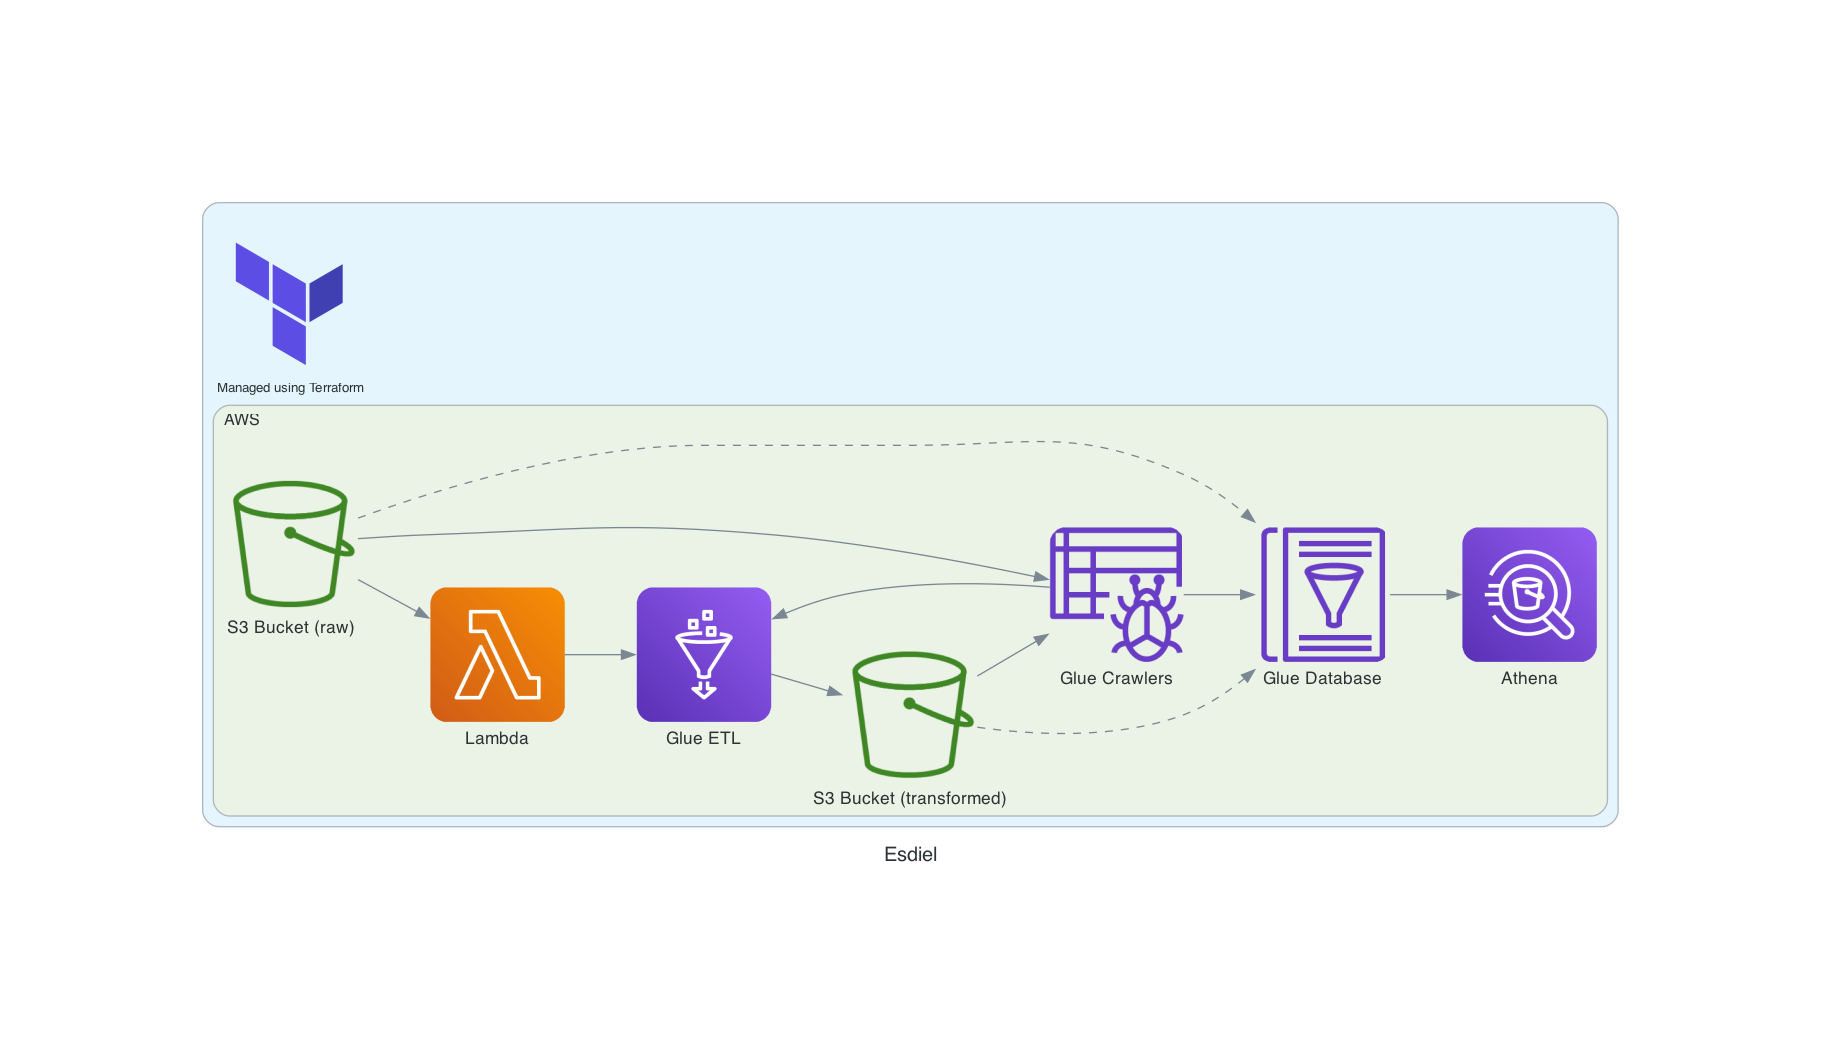 Managed using Terraform
AWS
S3 Bucket (raw)
Lambda
Glue ETL
S3 Bucket (transformed)
Glue Crawlers
Glue Database
Athena
Esdiel